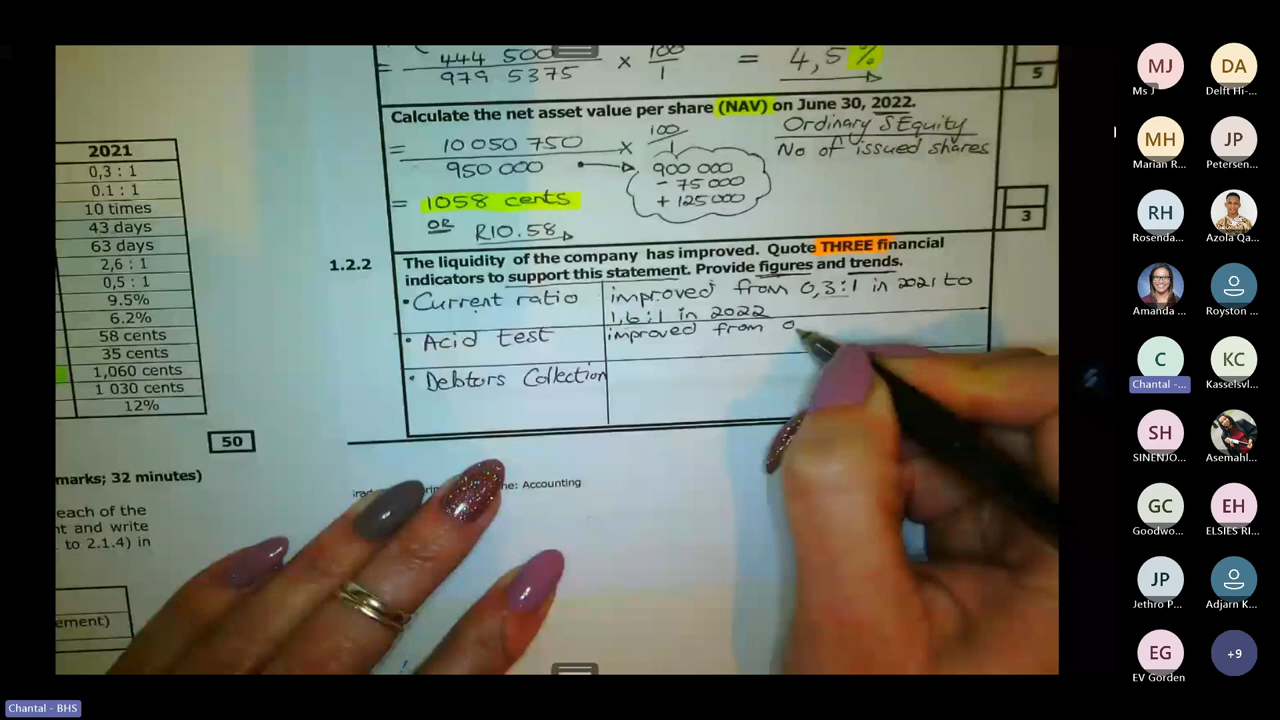 = 444 500 / 979 5375 × 100/1 = 4,5 %
5
Calculate the net asset value per share (NAV) on June 30, 2022.
= 10 050 750 / 950 000 × 100/1
Ordinary SEquity
No of issued shares
900 000
- 75 000
+ 125 000
= 1058 cents
OR
R10.58
3
1.2.2
The liquidity of the company has improved. Quote THREE financial
indicators to support this statement. Provide figures and trends.
• Current ratio
improved from 0,3:1 in 2021 to
1,6:1 in 2022
• Acid test
improved from 0
• Debtors Collection
2021
0,3 : 1
0.1 : 1
10 times
43 days
63 days
2,6 : 1
0,5 : 1
9.5%
6.2%
58 cents
35 cents
1,060 cents
1 030 cents
12%
50
marks; 32 minutes)
each of the
and write
to 2.1.4) in
ement)
: Accounting
MJ
Ms J
DA
Delft Hi-...
MH
Marian R...
JP
Petersen...
RH
Rosenda...
Azola Qa...
Amanda ...
Royston ...
C
Chantal -...
KC
Kasselsvl...
SH
SINENJO...
Asemahl...
GC
Goodwo...
EH
ELSIES RI...
JP
Jethro P...
Adjarn K...
EG
EV Gorden
+9
Chantal - BHS